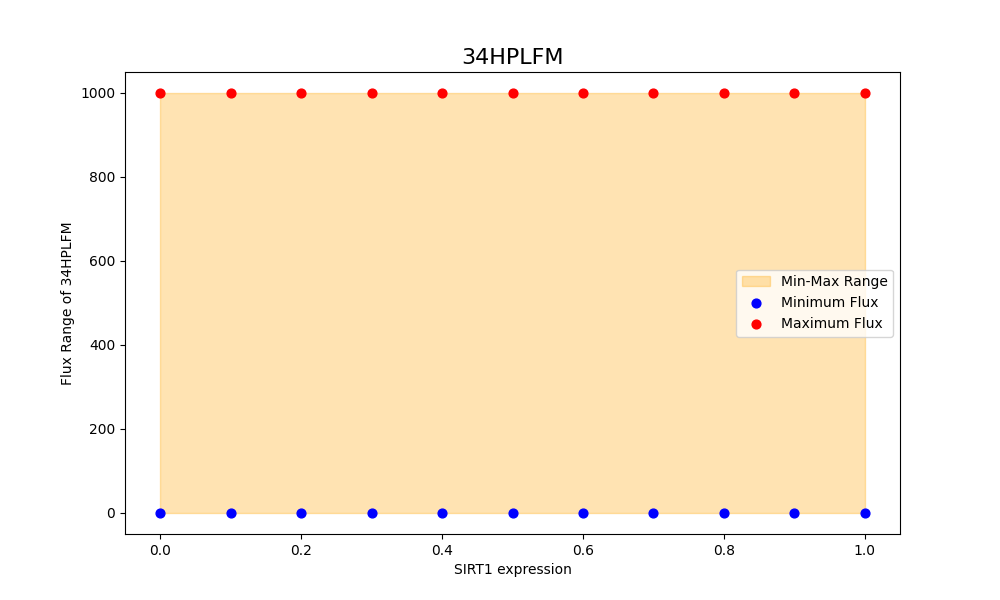 34HPLFM
1000
800
600
400
200
0
Flux Range of 34HPLFM
Min-Max Range
Minimum Flux
Maximum Flux
0.0 0.2 0.4 0.6 0.8 1.0
SIRT1 expression